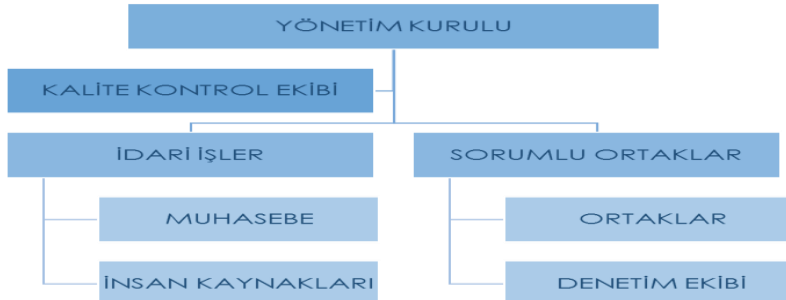 YÖNETİM KURULU
KALİTE KONTROL EKİBİ
İDARİ İŞLER
SORUMLU ORTAKLAR
MUHASEBE
ORTAKLAR
İNSAN KAYNAKLARI
DENETİM EKİBİ